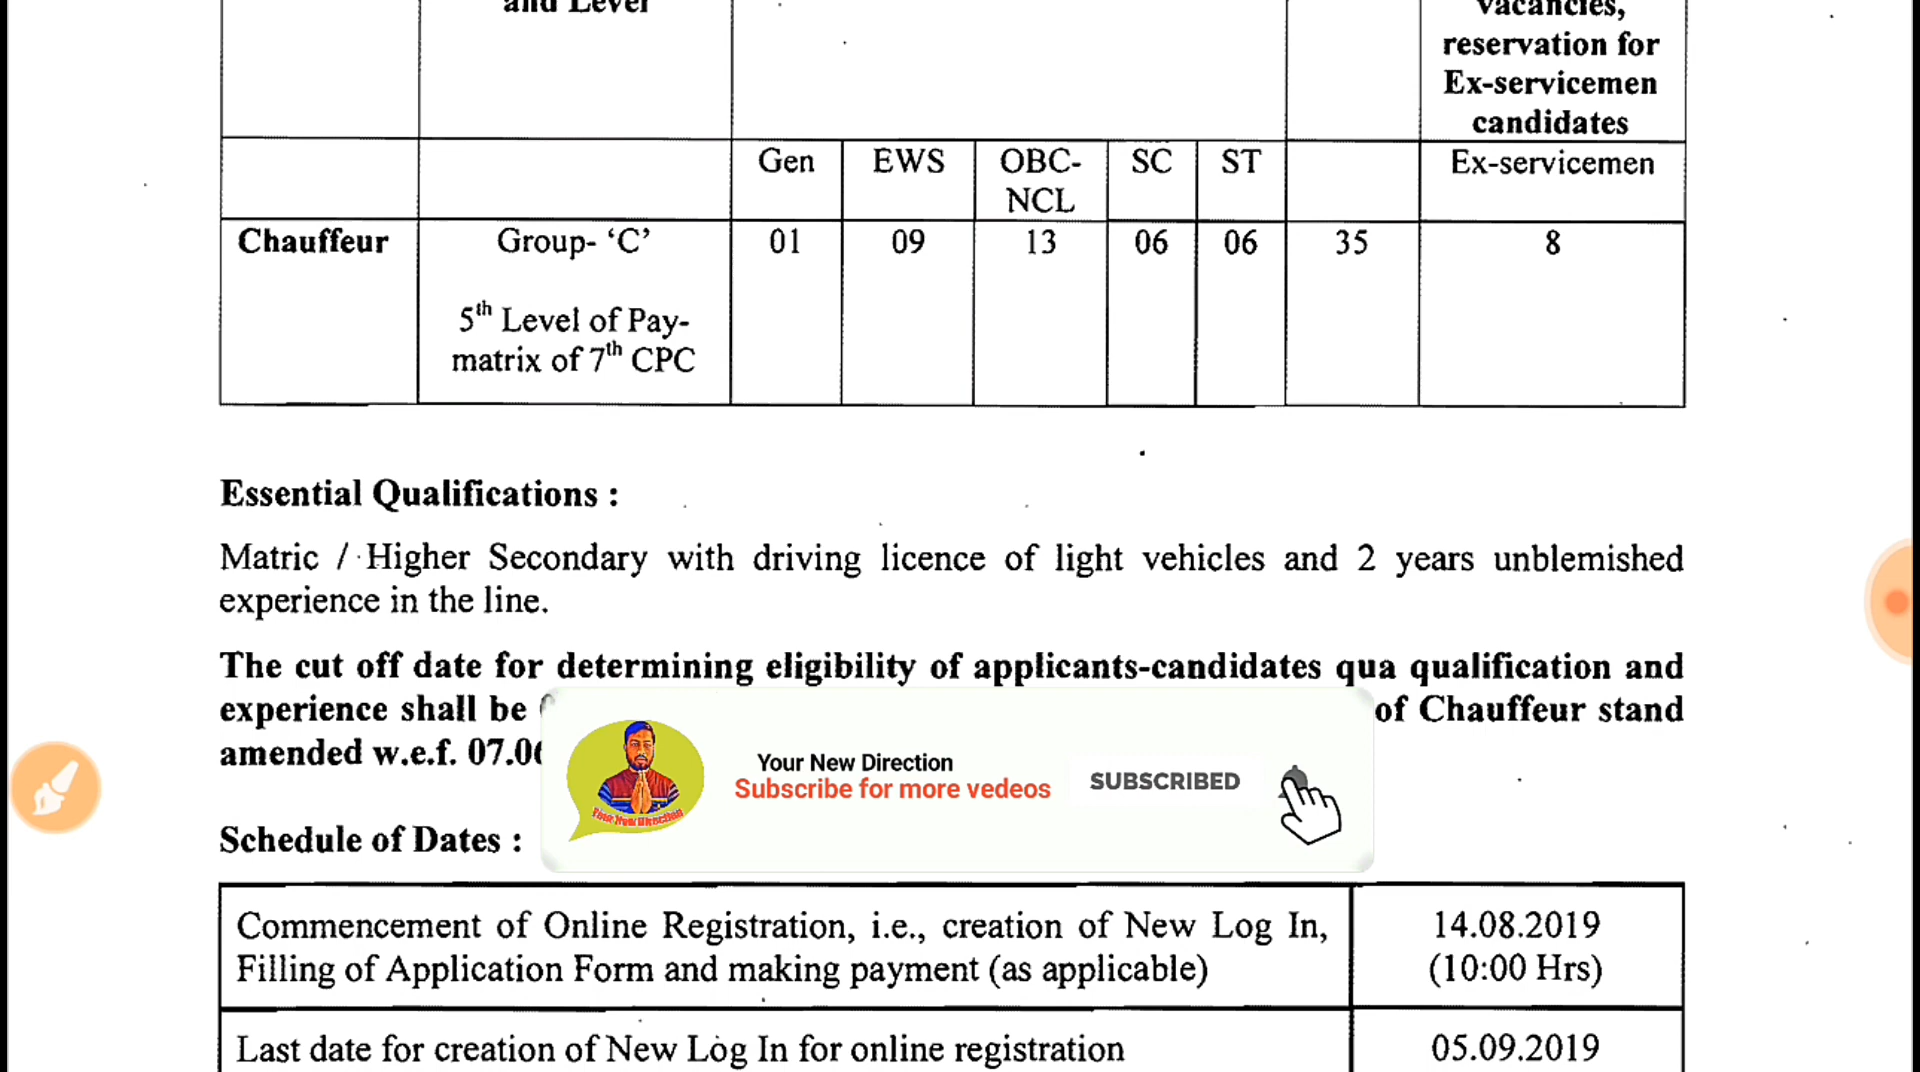 and Level
vacancies,
reservation for
Ex-servicemen
candidates
Gen EWS OBC-NCL SC ST Ex-servicemen
Chauffeur Group- ‘C’ 01 09 13 06 06 35 8
5th Level of Pay-
matrix of 7th CPC
Essential Qualifications :
Matric / Higher Secondary with driving licence of light vehicles and 2 years unblemished
experience in the line.
The cut off date for determining eligibility of applicants-candidates qua qualification and
experience shall be of Chauffeur stand
amended w.e.f. 07.0
Your New Direction
Subscribe for more vedeos
SUBSCRIBED
Your New Direction
Schedule of Dates :
Commencement of Online Registration, i.e., creation of New Log In, 14.08.2019
Filling of Application Form and making payment (as applicable) (10:00 Hrs)
Last date for creation of New Log In for online registration 05.09.2019